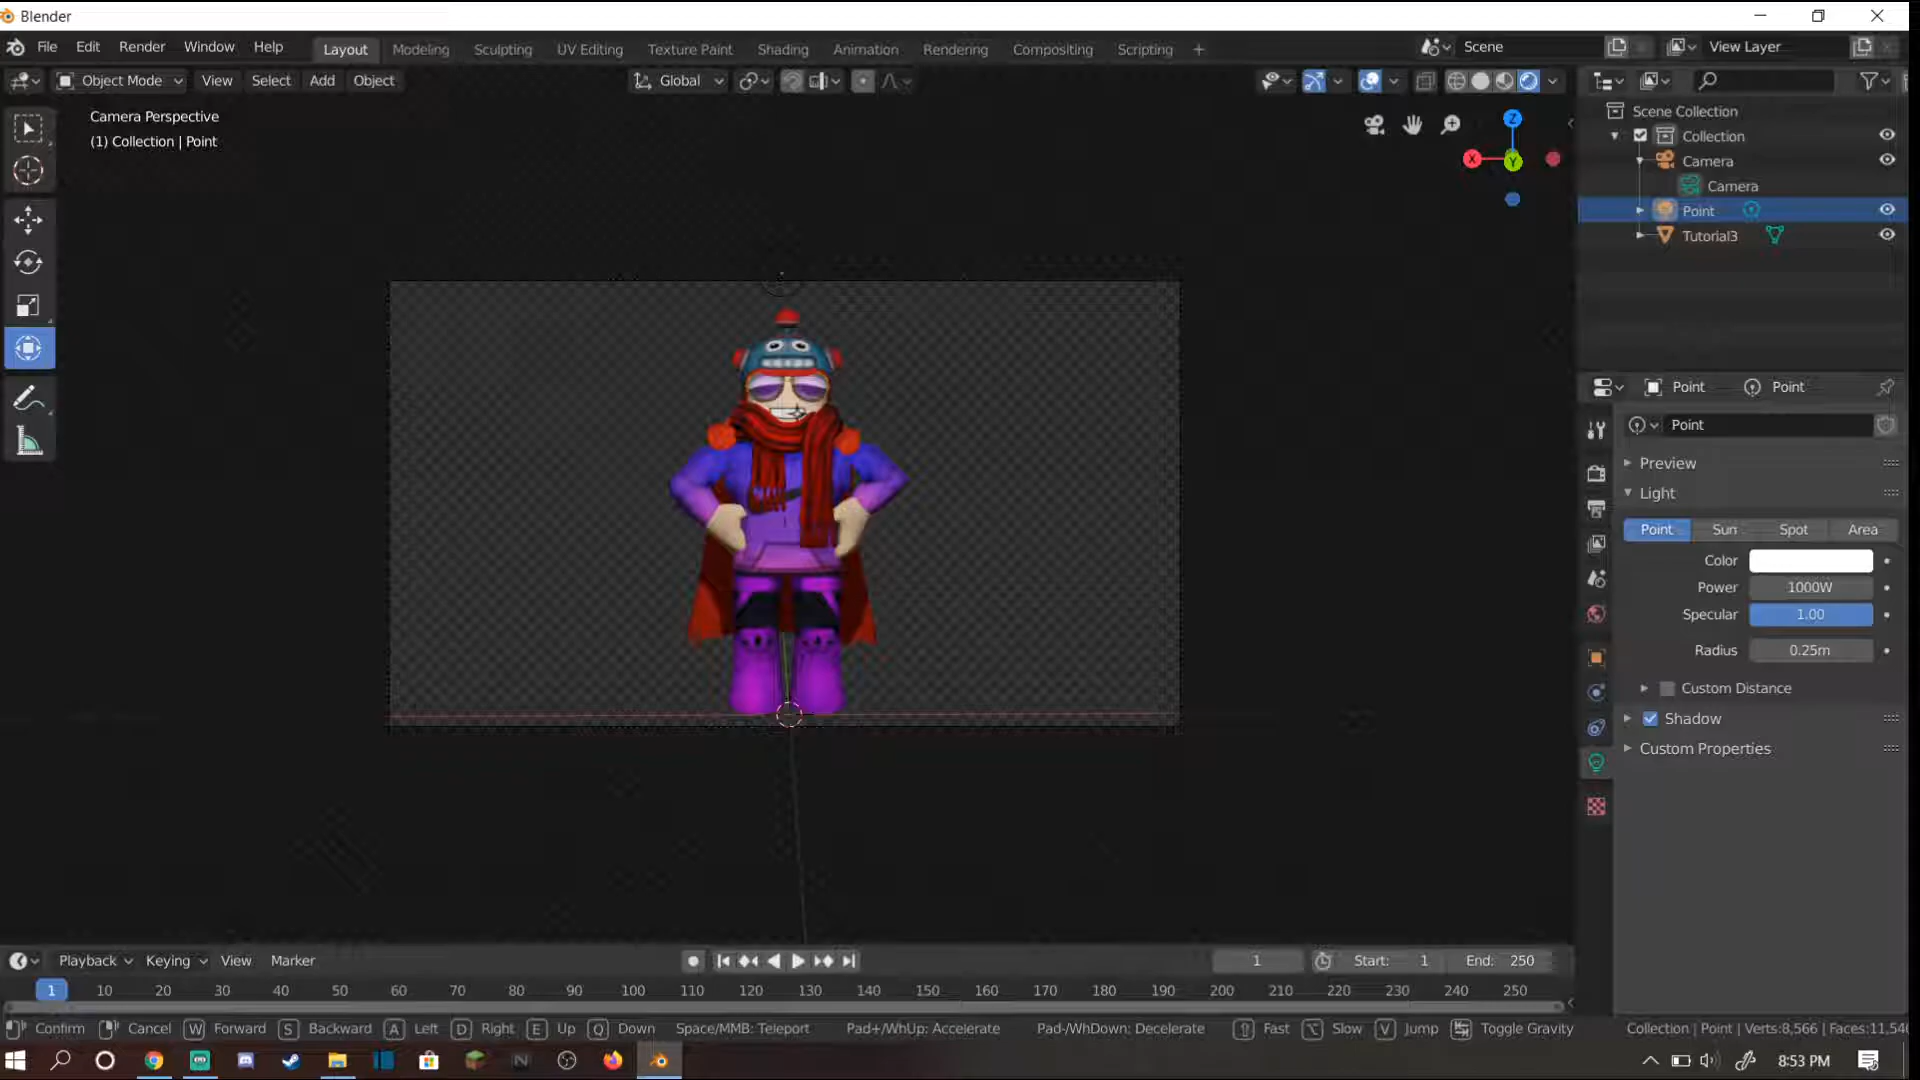 Blender
File Edit Render Window Help Layout Modeling Sculpting UV Editing Texture Paint Shading Animation Rendering Compositing Scripting + Scene View Layer
Object Mode View Select Add Object Global
Camera Perspective
(1) Collection | Point
Z
X
Y
Scene Collection
Collection
Camera
Camera
Point
Tutorial3
Point Point
Point
Preview
Light
Point Sun Spot Area
Color
Power 1000W
Specular 1.00
Radius 0.25m
Custom Distance
Shadow
Custom Properties
Playback Keying View Marker 1 Start: 1 End: 250
1 10 20 30 40 50 60 70 80 90 100 110 120 130 140 150 160 170 180 190 200 210 220 230 240 250
Confirm Cancel W Forward S Backward A Left D Right E Up Q Down Space/MMB: Teleport Pad+/WhUp: Accelerate Pad-/WhDown: Decelerate Fast Slow V Jump Toggle Gravity Collection | Point | Verts:8,566 | Faces:11,54
8:53 PM